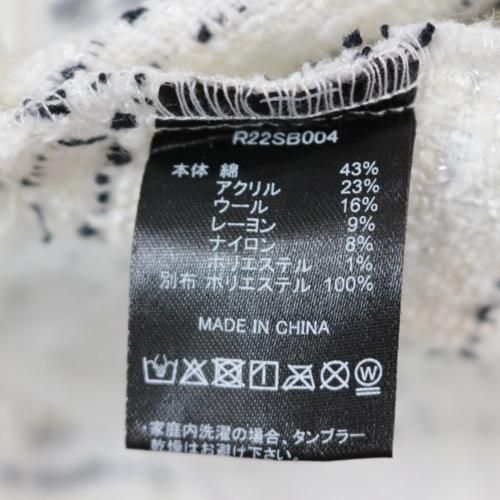 R22SB004
本体 綿 43%
アクリル 23%
ウール 16%
レーヨン 9%
ナイロン 8%
ポリエステル 1%
別布 ポリエステル 100%
MADE IN CHINA
W
家庭内洗濯の場合、タンブラー
乾燥はお避け下さい。